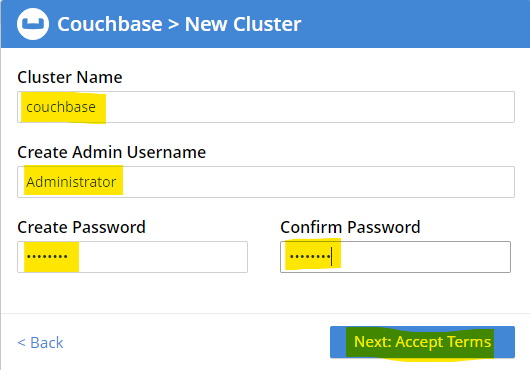 Couchbase > New Cluster
Cluster Name
couchbase
Create Admin Username
Administrator
Create Password Confirm Password
•••••••• ••••••••
< Back Next: Accept Terms